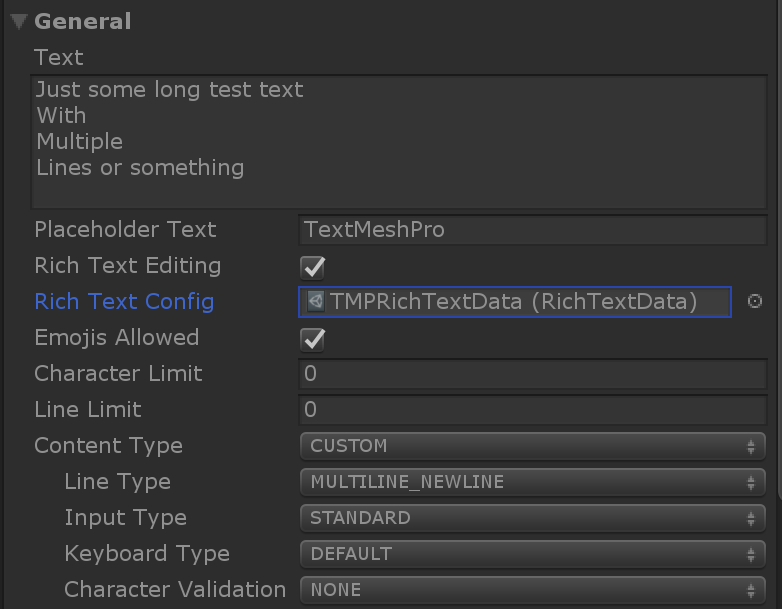 General
Text
Just some long test text
With
Multiple
Lines or something
Placeholder Text TextMeshPro
Rich Text Editing
Rich Text Config TMPRichTextData (RichTextData)
Emojis Allowed
Character Limit 0
Line Limit 0
Content Type CUSTOM
Line Type MULTILINE_NEWLINE
Input Type STANDARD
Keyboard Type DEFAULT
Character Validation NONE